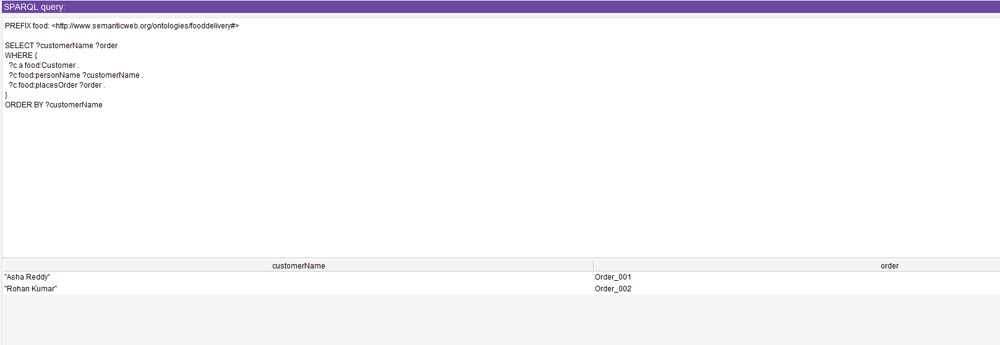 SPARQL query:
PREFIX food: <http://www.semanticweb.org/ontologies/fooddelivery#>
SELECT ?customerName ?order
WHERE {
?c a food:Customer .
?c food:personName ?customerName .
?c food:placesOrder ?order .
}
ORDER BY ?customerName
customerName order
"Asha Reddy" Order_001
"Rohan Kumar" Order_002